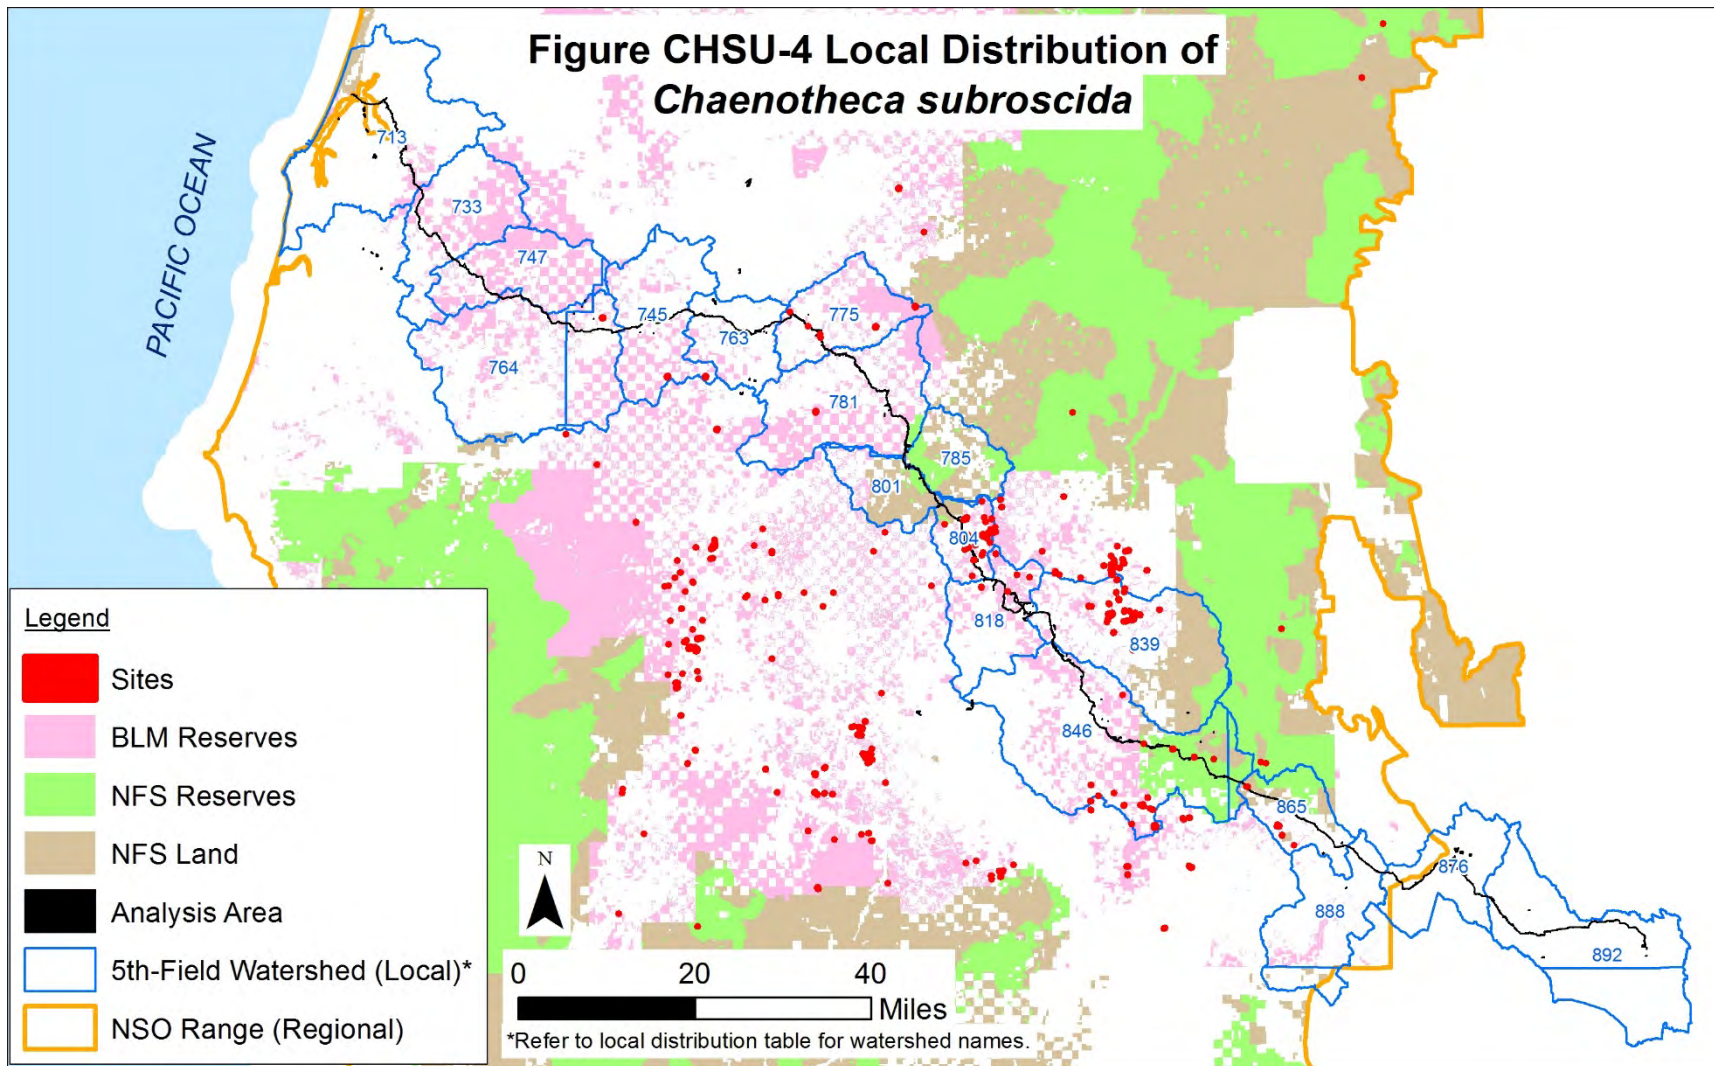 Figure CHSU-4 Local Distribution of
Chaenotheca subroscida
PACIFIC OCEAN
713
733
747
745
775
763
764
781
785
801
804
818
839
846
865
876
888
892
Legend
Sites
BLM Reserves
NFS Reserves
NFS Land
Analysis Area
5th-Field Watershed (Local)*
NSO Range (Regional)
N
0 20 40
Miles
*Refer to local distribution table for watershed names.